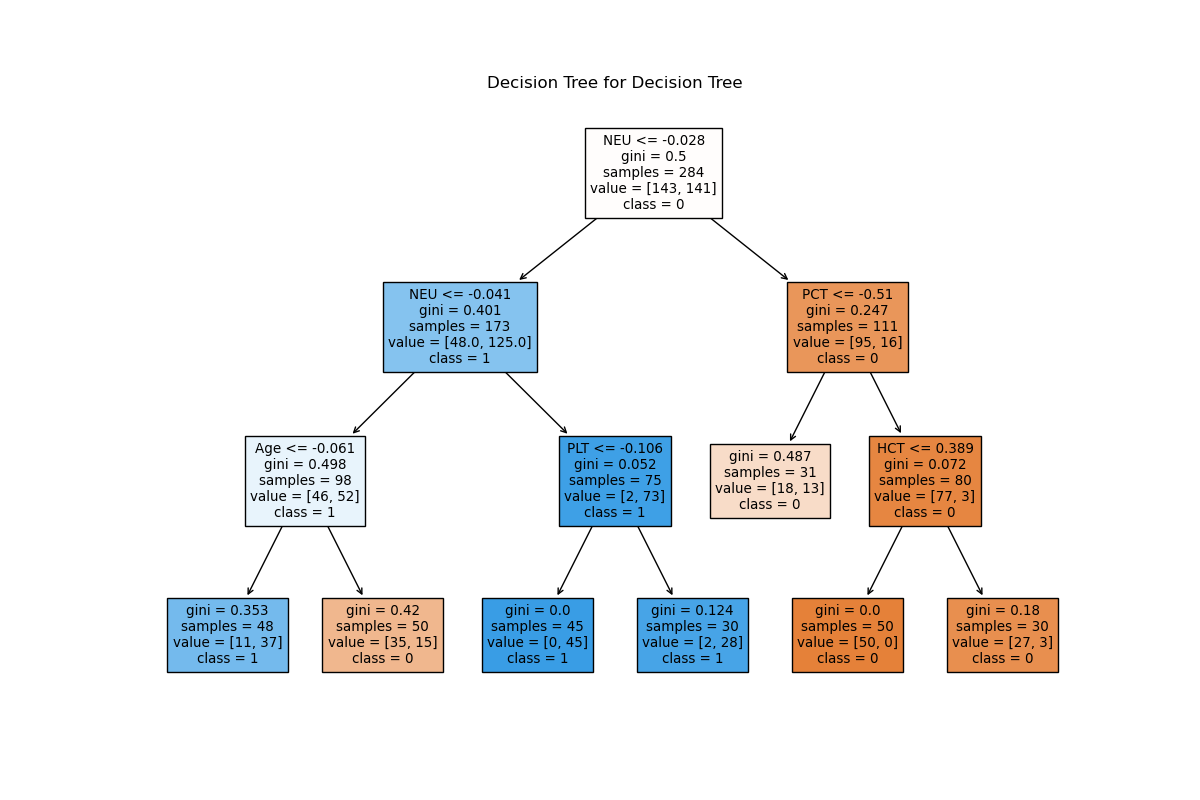 Decision Tree for Decision Tree
NEU <= -0.028
gini = 0.5
samples = 284
value = [143, 141]
class = 0
NEU <= -0.041
gini = 0.401
samples = 173
value = [48.0, 125.0]
class = 1
PCT <= -0.51
gini = 0.247
samples = 111
value = [95, 16]
class = 0
Age <= -0.061
gini = 0.498
samples = 98
value = [46, 52]
class = 1
PLT <= -0.106
gini = 0.052
samples = 75
value = [2, 73]
class = 1
gini = 0.487
samples = 31
value = [18, 13]
class = 0
HCT <= 0.389
gini = 0.072
samples = 80
value = [77, 3]
class = 0
gini = 0.353
samples = 48
value = [11, 37]
class = 1
gini = 0.42
samples = 50
value = [35, 15]
class = 0
gini = 0.0
samples = 45
value = [0, 45]
class = 1
gini = 0.124
samples = 30
value = [2, 28]
class = 1
gini = 0.0
samples = 50
value = [50, 0]
class = 0
gini = 0.18
samples = 30
value = [27, 3]
class = 0